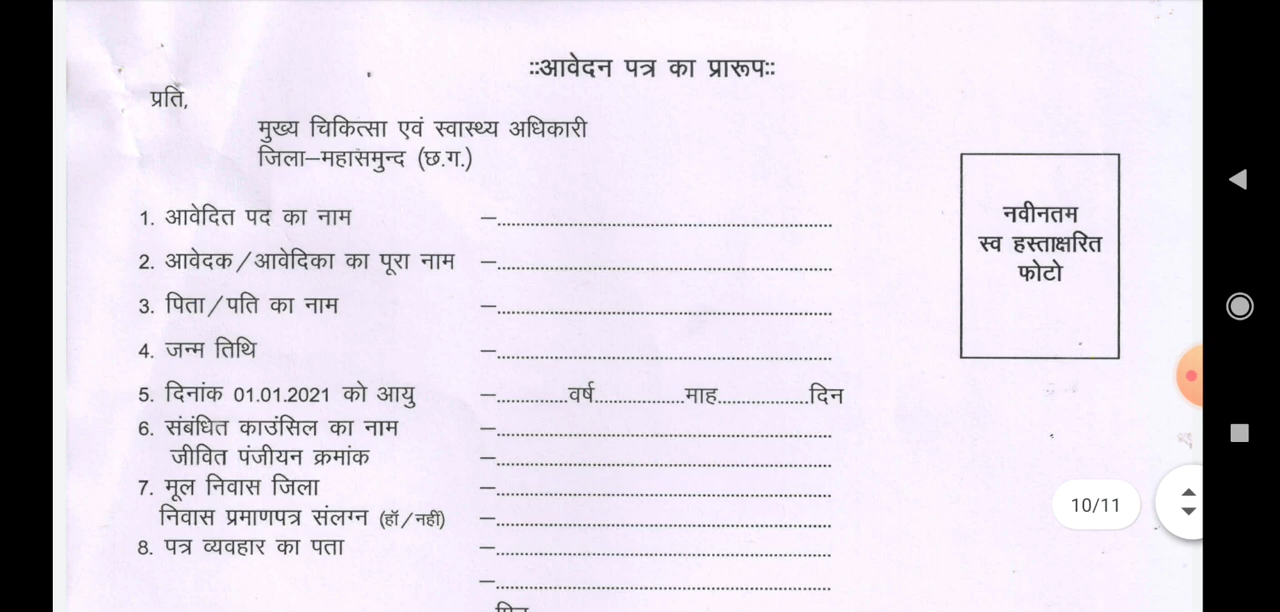 ::आवेदन पत्र का प्रारूप::
प्रति,
मुख्य चिकित्सा एवं स्वास्थ्य अधिकारी
जिला–महासमुन्द (छ.ग.)
नवीनतम
स्व हस्ताक्षरित
फोटो
1. आवेदित पद का नाम –....................
2. आवेदक/आवेदिका का पूरा नाम –....................
3. पिता/पति का नाम –....................
4. जन्म तिथि –....................
5. दिनांक 01.01.2021 को आयु –............वर्ष...............माह...............दिन
6. संबंधित काउंसिल का नाम –....................
जीवित पंजीयन क्रमांक –....................
7. मूल निवास जिला –....................
निवास प्रमाणपत्र संलग्न (हॉ/नहीं) –....................
8. पत्र व्यवहार का पता –....................
–....................
10/11